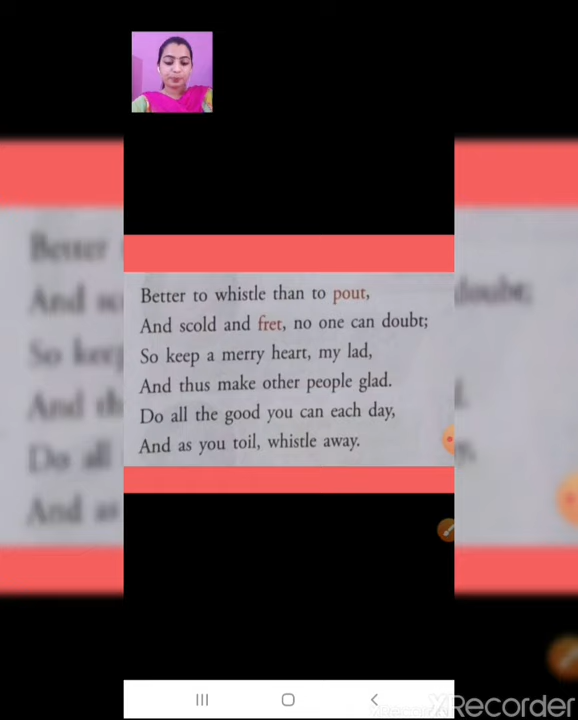 Better to whistle than to pout,
And scold and fret, no one can doubt;
So keep a merry heart, my lad,
And thus make other people glad.
Do all the good you can each day,
And as you toil, whistle away.
XRecorder